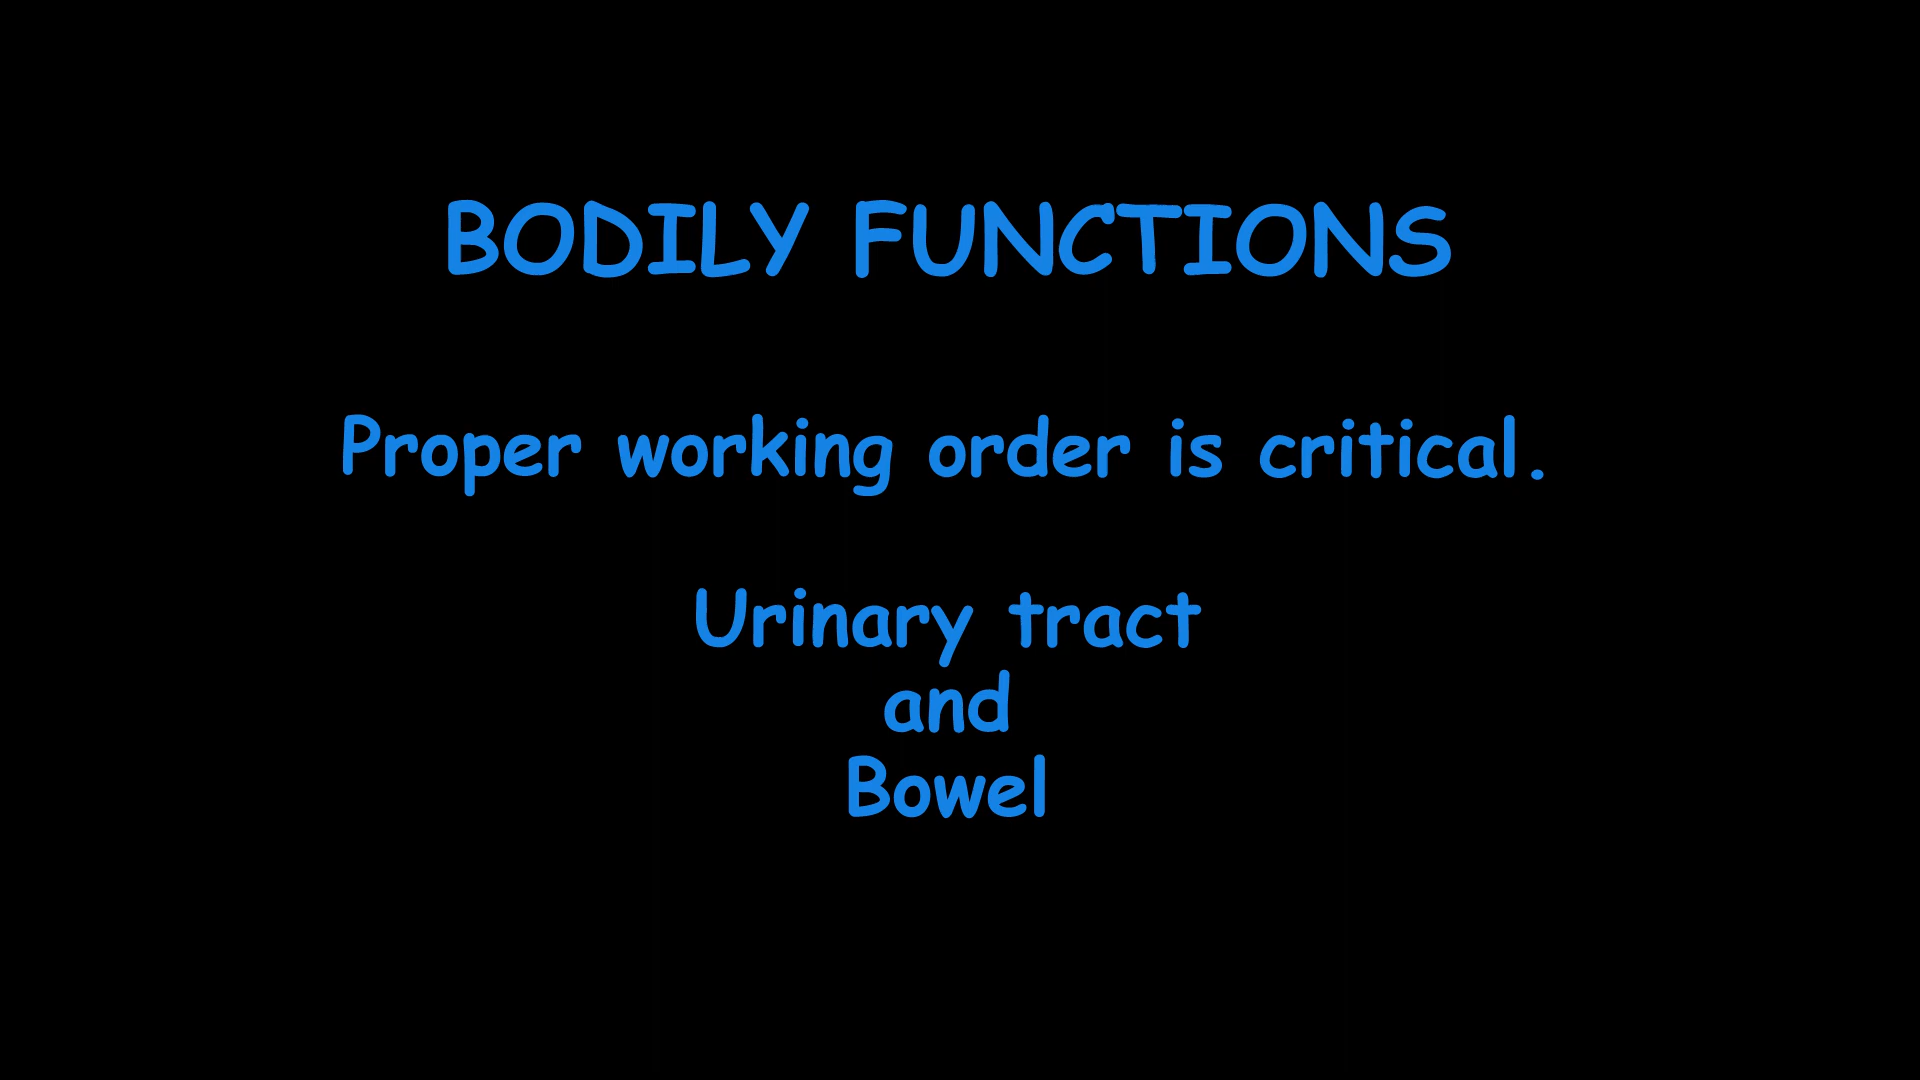 BODILY FUNCTIONS
Proper working order is critical.
Urinary tract
and
Bowel